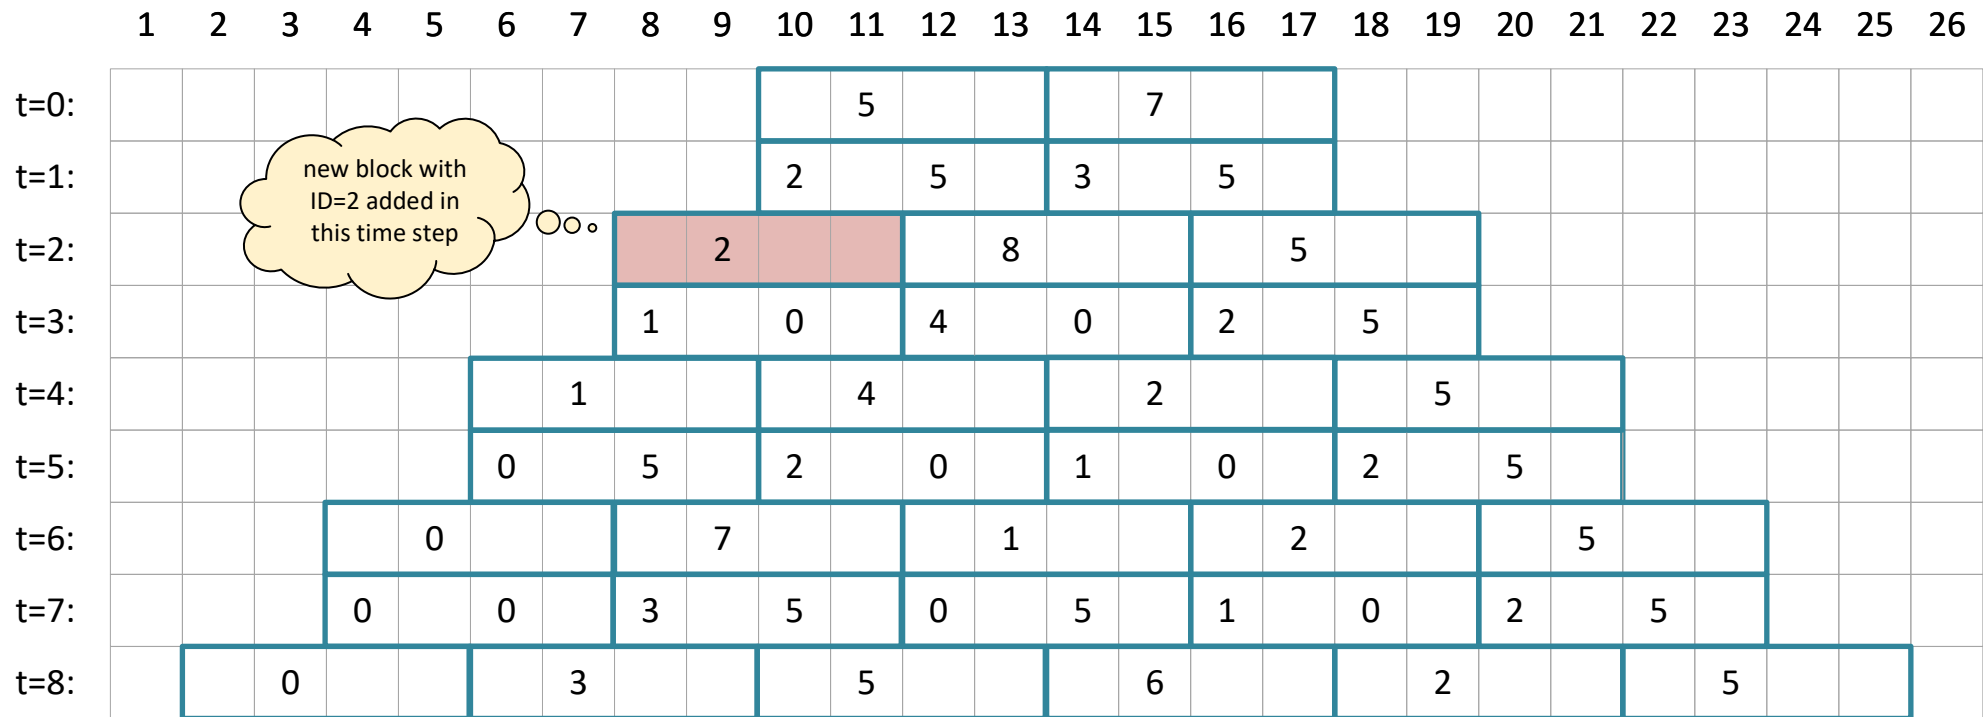 1 2 3 4 5 6 7 8 9 10 11 12 13 14 15 16 17 18 19 20 21 22 23 24 25 26
t=0: 5 7
t=1: 2 5 3 5
new block with
ID=2 added in
this time step
t=2: 2 8 5
t=3: 1 0 4 0 2 5
t=4: 1 4 2 5
t=5: 0 5 2 0 1 0 2 5
t=6: 0 7 1 2 5
t=7: 0 0 3 5 0 5 1 0 2 5
t=8: 0 3 5 6 2 5